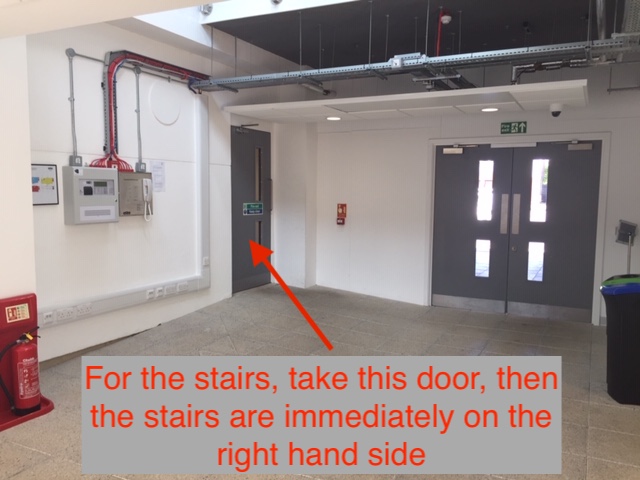 For the stairs, take this door, then
the stairs are immediately on the
right hand side